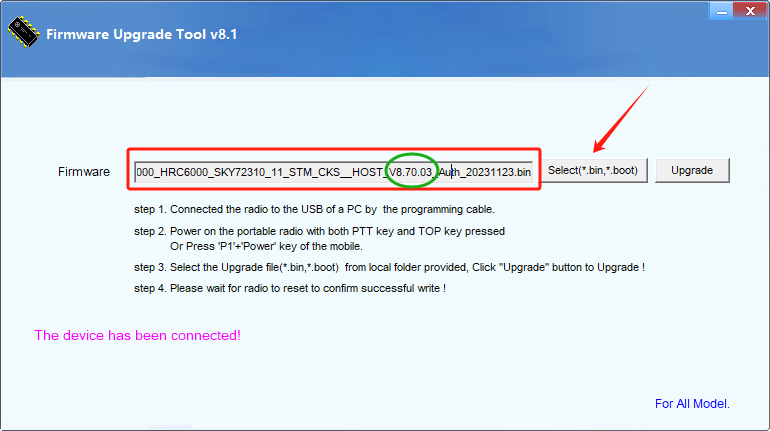 Firmware Upgrade Tool v8.1
Firmware
000_HRC6000_SKY72310_11_STM_CKS__HOST_V8.70.03_Auth_20231123.bin
Select(*.bin,*.boot)
Upgrade
step 1. Connected the radio to the USB of a PC by the programming cable.
step 2. Power on the portable radio with both PTT key and TOP key pressed
Or Press 'P1'+'Power' key of the mobile.
step 3. Select the Upgrade file(*.bin,*.boot) from local folder provided, Click "Upgrade" button to Upgrade !
step 4. Please wait for radio to reset to confirm successful write !
The device has been connected!
For All Model.